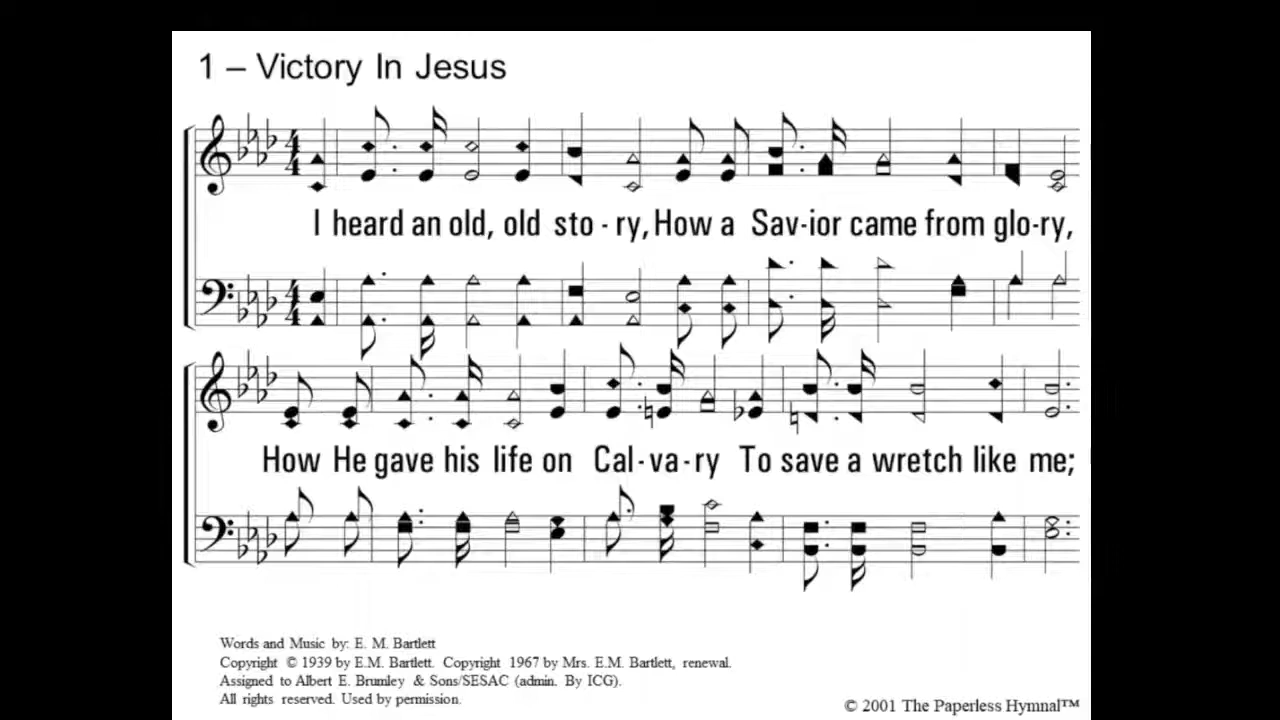 1 – Victory In Jesus
I heard an old, old sto - ry, How a Sav-ior came from glo-ry,
How He gave his life on Cal-va-ry To save a wretch like me;
Words and Music by: E. M. Bartlett
Copyright © 1939 by E.M. Bartlett. Copyright 1967 by Mrs. E.M. Bartlett, renewal.
Assigned to Albert E. Brumley & Sons/SESAC (admin. By ICG).
All rights reserved. Used by permission.
© 2001 The Paperless Hymnal™